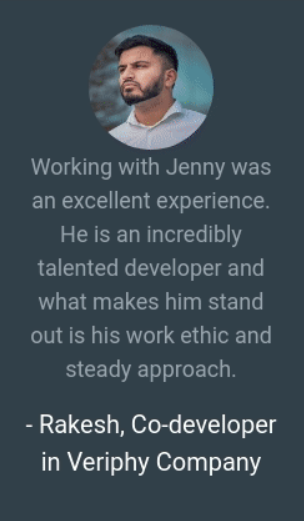 Working with Jenny was
an excellent experience.
He is an incredibly
talented developer and
what makes him stand
out is his work ethic and
steady approach.
- Rakesh, Co-developer
in Veriphy Company